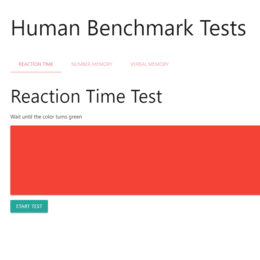 Human Benchmark Tests
REACTION TIME NUMBER MEMORY VERBAL MEMORY
Reaction Time Test
Wait until the color turns green
START TEST